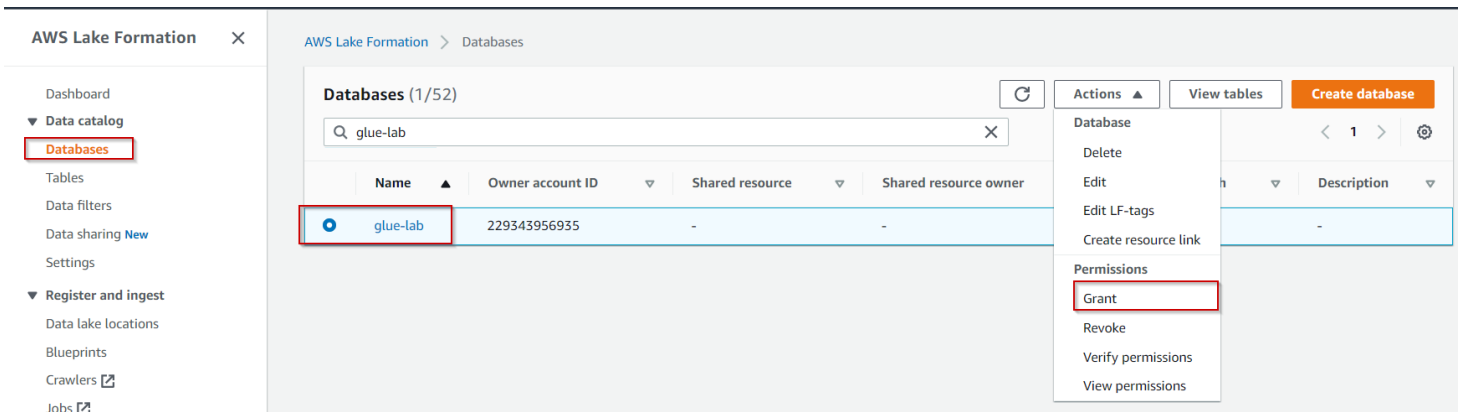 AWS Lake Formation
Dashboard
Data catalog
Databases
Tables
Data filters
Data sharing New
Settings
Register and ingest
Data lake locations
Blueprints
Crawlers
Jobs
AWS Lake Formation > Databases
Databases (1/52)
Actions
View tables
Create database
glue-lab
1
Name Owner account ID Shared resource Shared resource owner h Description
glue-lab 229343956935 - - -
Database
Delete
Edit
Edit LF-tags
Create resource link
Permissions
Grant
Revoke
Verify permissions
View permissions